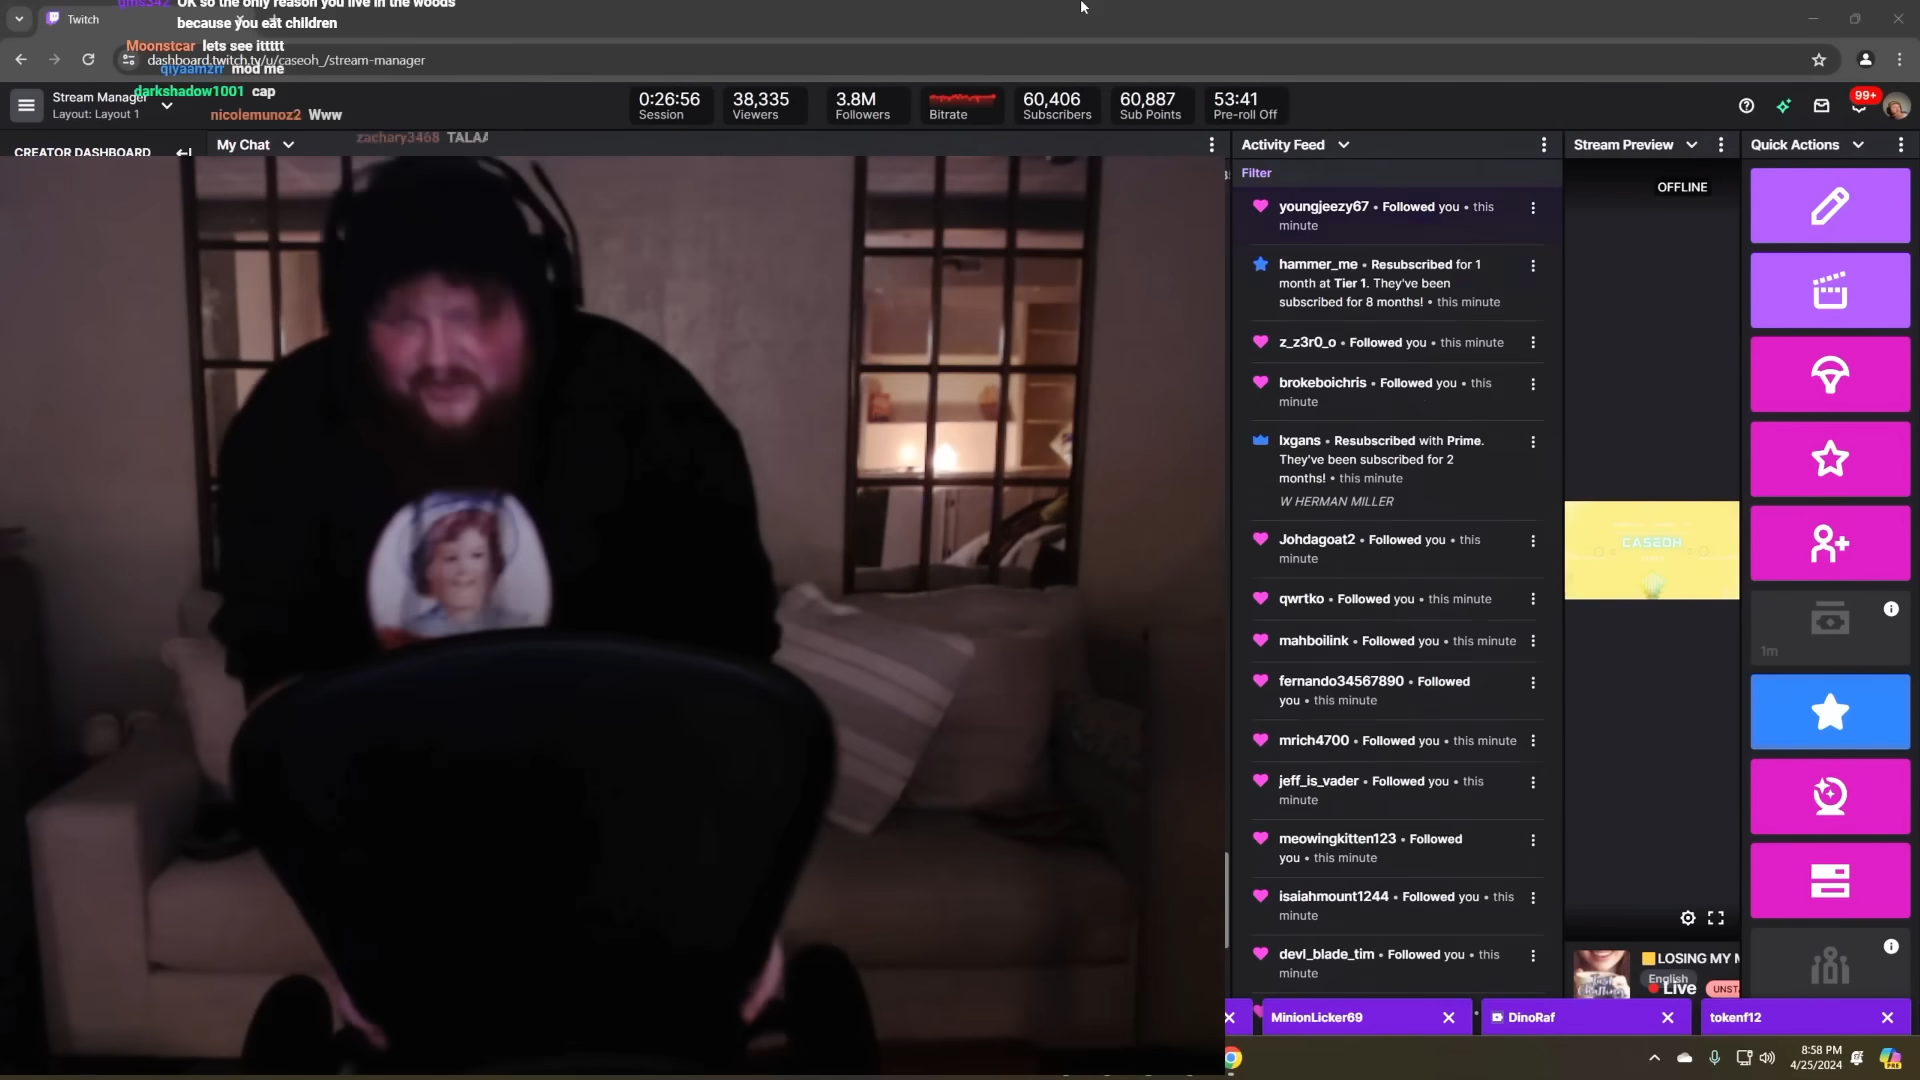 Twitch
gms342 OK so the only reason you live in the woods
because you eat children
Moonstcar lets see ittttt
dashboard.twitch.tv/u/caseoh_/stream-manager
qiyaamzrr mod me
darkshadow1001 cap
nicolemunoz2 Www
zachary3468 TALAA
Stream Manager
Layout: Layout 1
0:26:56
Session
38,335
Viewers
3.8M
Followers
Bitrate
60,406
Subscribers
60,887
Sub Points
53:41
Pre-roll Off
99+
CREATOR DASHBOARD
My Chat
Activity Feed
Filter
youngjeezy67 • Followed you • this
minute
hammer_me • Resubscribed for 1
month at Tier 1. They've been
subscribed for 8 months! • this minute
z_z3r0_o • Followed you • this minute
brokeboichris • Followed you • this
minute
lxgans • Resubscribed with Prime.
They've been subscribed for 2
months! • this minute
W HERMAN MILLER
Johdagoat2 • Followed you • this
minute
qwrtko • Followed you • this minute
mahboilink • Followed you • this minute
fernando34567890 • Followed
you • this minute
mrich4700 • Followed you • this minute
jeff_is_vader • Followed you • this
minute
meowingkitten123 • Followed
you • this minute
isaiahmount1244 • Followed you • this
minute
devl_blade_tim • Followed you • this
minute
Stream Preview
OFFLINE
CASEOH
LOSING MY M
English
Live
UNST
Just
Chatting
Quick Actions
1m
MinionLicker69
DinoRaf
tokenf12
8:58 PM
4/25/2024
PRE